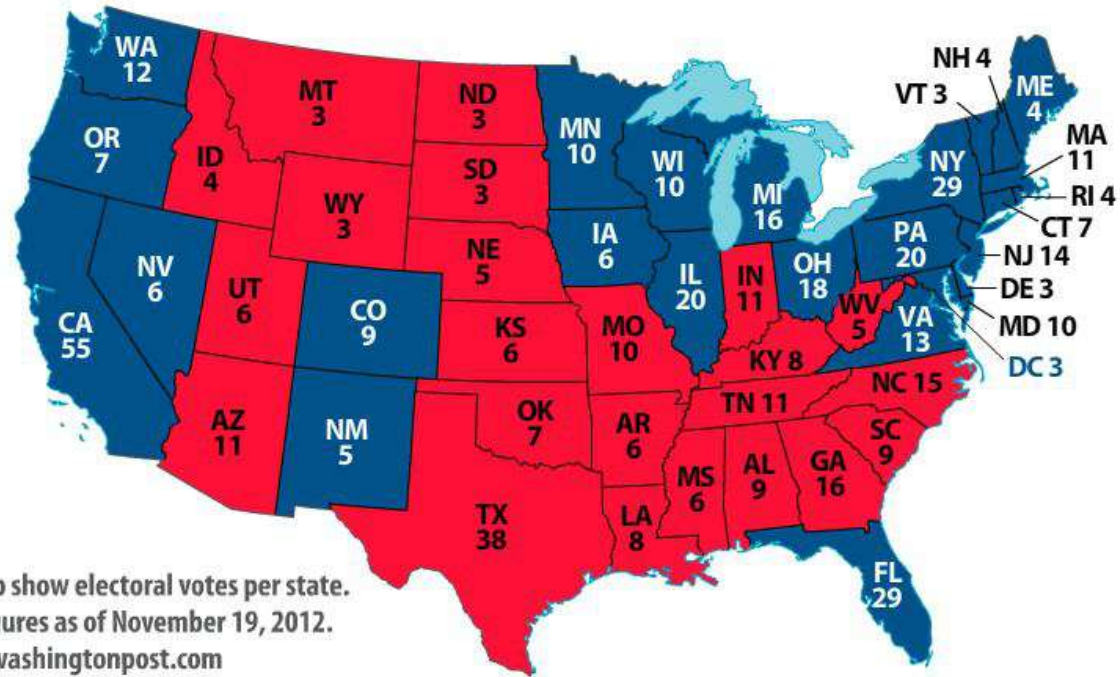 WA
12
OR
7
CA
55
NV
6
ID
4
MT
3
WY
3
UT
6
AZ
11
CO
9
NM
5
ND
3
SD
3
NE
5
KS
6
OK
7
TX
38
MN
10
IA
6
MO
10
AR
6
LA
8
WI
10
IL
20
MI
16
IN
11
OH
18
KY 8
TN 11
MS
6
AL
9
GA
16
FL
29
SC
9
NC 15
WV
5
VA
13
PA
20
NY
29
VT 3
NH 4
ME
4
MA
11
RI 4
CT 7
NJ 14
DE 3
MD 10
DC 3
show electoral votes per state.
ures as of November 19, 2012.
washingtonpost.com